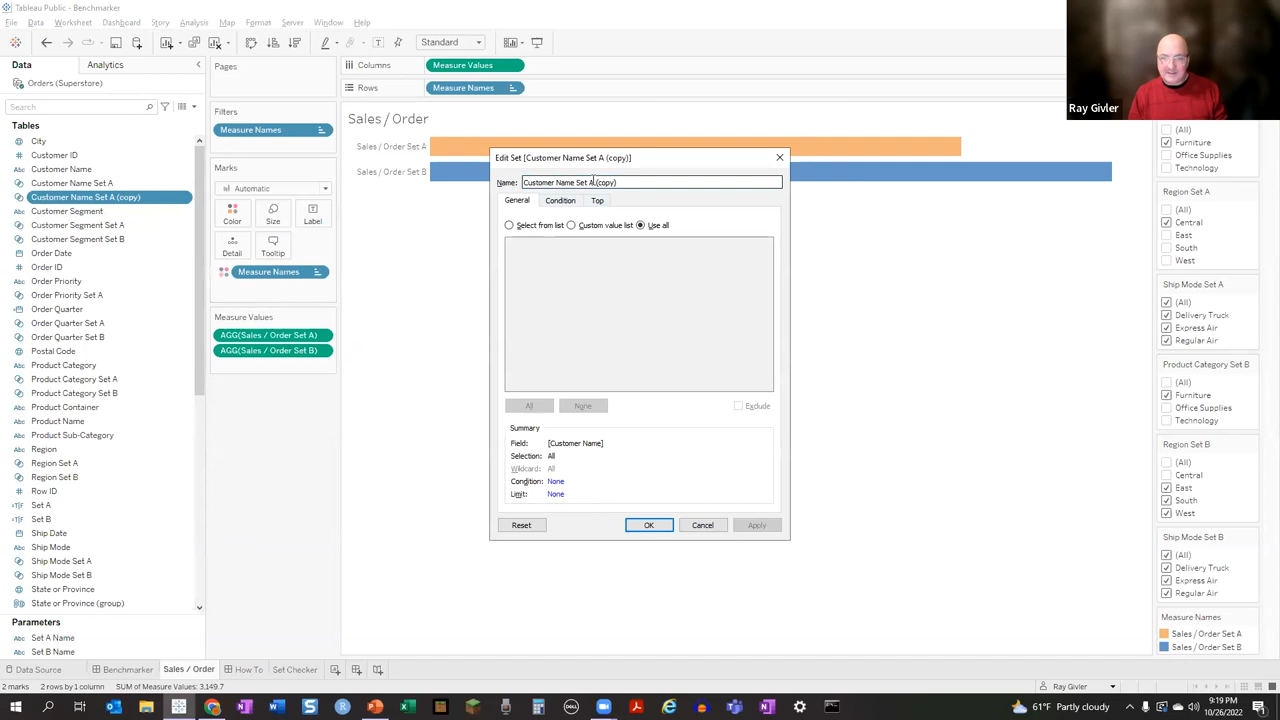 Tableau Public - Benchmarker
File Data Worksheet Dashboard Story Analysis Map Format Server Window Help
Standard
Data Analytics
Orders (Superstore)
Search
Tables
City
Customer ID
Customer Name
Customer Name Set A
Customer Name Set A (copy)
Customer Segment
Customer Segment Set A
Customer Segment Set B
Order Date
Order ID
Order Priority
Order Priority Set A
Order Quarter
Order Quarter Set A
Order Quarter Set B
Postal Code
Product Category
Product Category Set A
Product Category Set B
Product Container
Product Name
Product Sub-Category
Region
Region Set A
Region Set B
Row ID
Set A
Set B
Ship Date
Ship Mode
Ship Mode Set A
Ship Mode Set B
State or Province
State or Province (group)
Parameters
Set A Name
Set B Name
Pages
Filters
Measure Names
Marks
Automatic
Color Size Label
Detail Tooltip
Measure Names
Measure Values
AGG(Sales / Order Set A)
AGG(Sales / Order Set B)
Columns Measure Values
Rows Measure Names
Sales / Order
Sales / Order Set A
Sales / Order Set B
Edit Set [Customer Name Set A (copy)]
Name: Customer Name Set A (copy)
General Condition Top
Select from list Custom value list Use all
All None Exclude
Summary
Field: [Customer Name]
Selection: All
Wildcard: All
Condition: None
Limit: None
Reset OK Cancel Apply
Ray Givler
(All)
Furniture
Office Supplies
Technology
Region Set A
(All)
Central
East
South
West
Ship Mode Set A
(All)
Delivery Truck
Express Air
Regular Air
Product Category Set B
(All)
Furniture
Office Supplies
Technology
Region Set B
(All)
Central
East
South
West
Ship Mode Set B
(All)
Delivery Truck
Express Air
Regular Air
Measure Names
Sales / Order Set A
Sales / Order Set B
Data Source Benchmarker Sales / Order How To Set Checker
2 marks 2 rows by 1 column SUM of Measure Values: 3,149.7
Ray Givler
61°F Partly cloudy
9:19 PM
10/26/2022